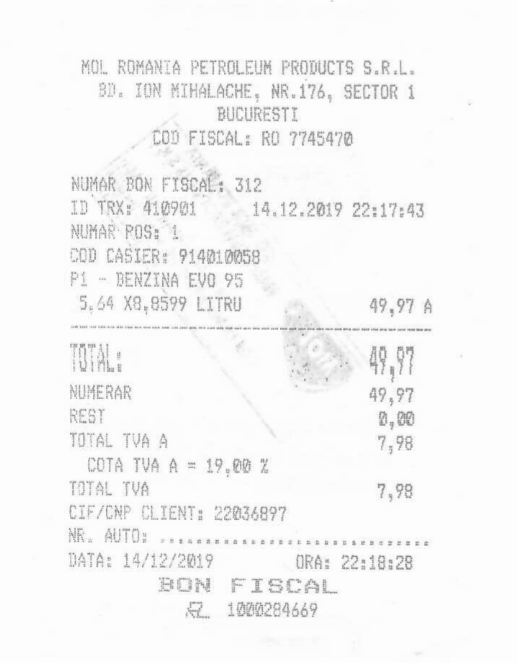 MOL ROMANIA PETROLEUM PRODUCTS S.R.L.
BD. ION MIHALACHE, NR.176, SECTOR 1
BUCURESTI
COD FISCAL: RO 7745470
NUMAR BON FISCAL: 312
ID TRX: 410901 14.12.2019 22:17:43
NUMAR POS: 1
COD CASIER: 914010058
P1 - BENZINA EVO 95
5,64 X8,8599 LITRU 49,97 A
TOTAL: 49,97
NUMERAR 49,97
REST 0,00
TOTAL TVA A 7,98
COTA TVA A = 19,00 %
TOTAL TVA 7,98
CIF/CNP CLIENT: 22036897
NR. AUTO: ..............................
DATA: 14/12/2019 ORA: 22:18:28
BON FISCAL
1000284669